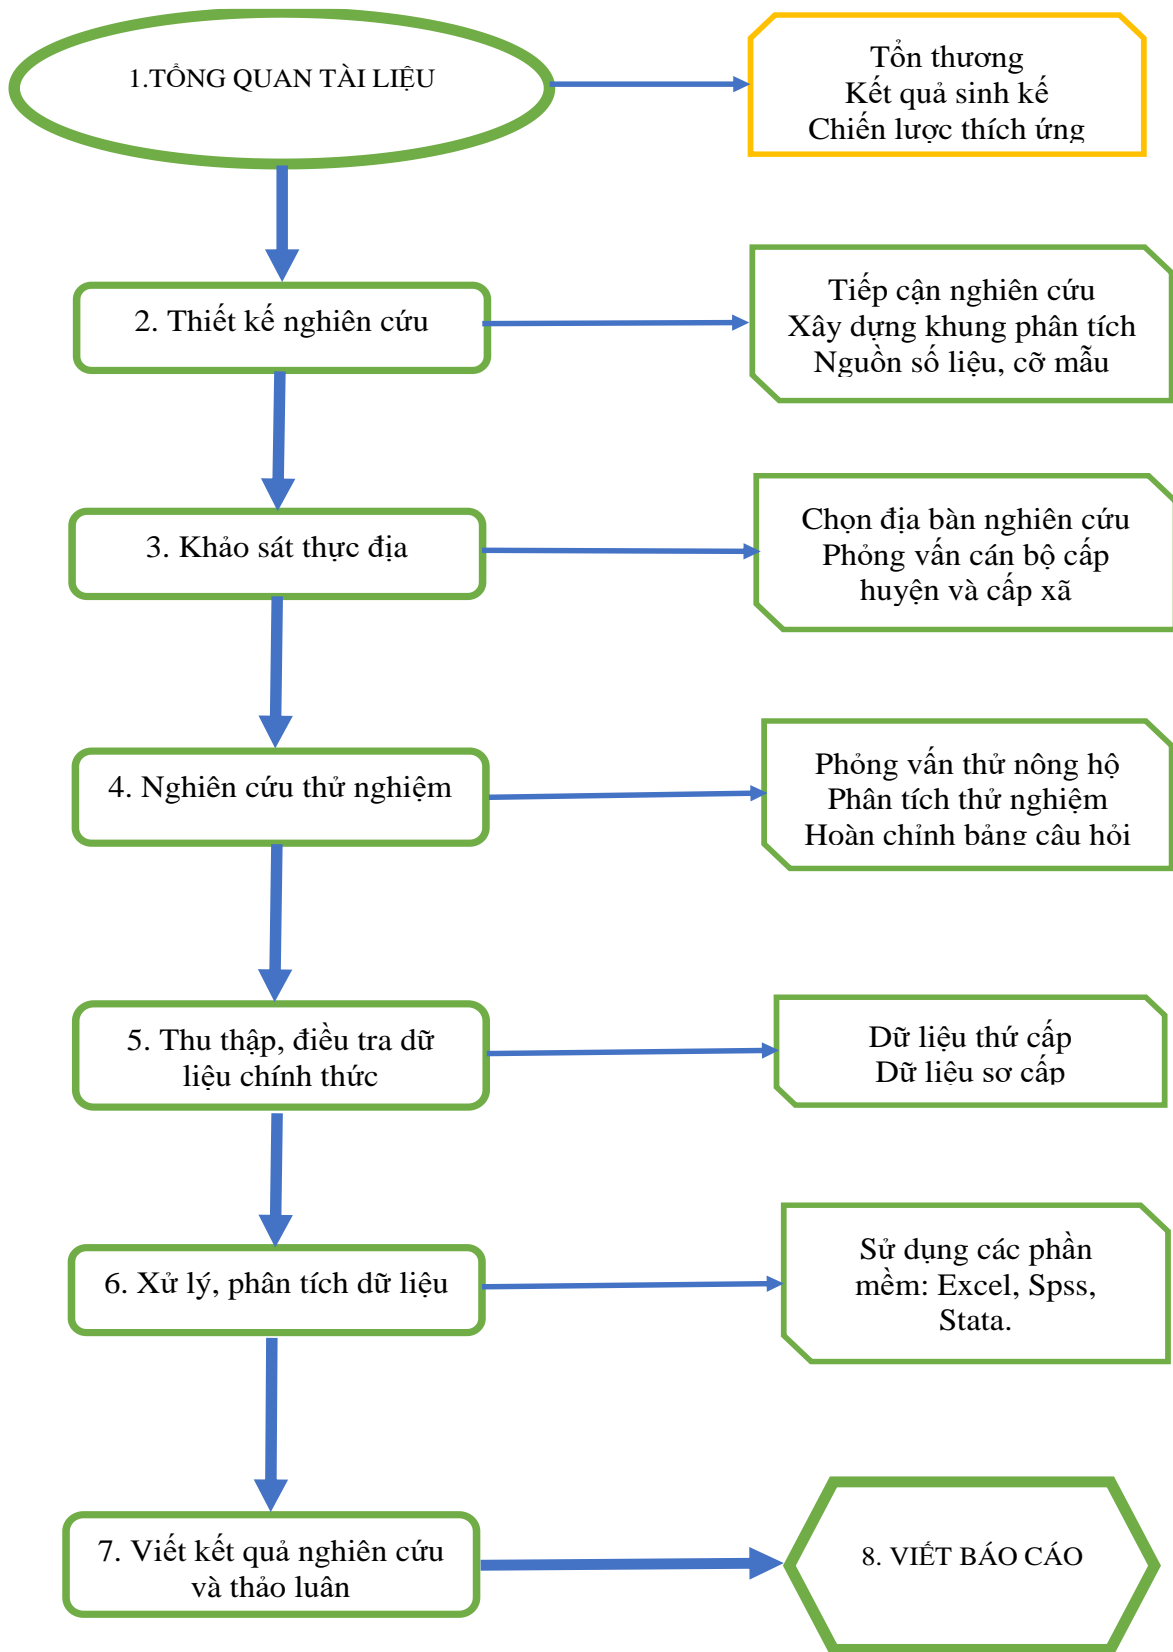 1.TỔNG QUAN TÀI LIỆU
Tổn thương
Kết quả sinh kế
Chiến lược thích ứng
2. Thiết kế nghiên cứu
Tiếp cận nghiên cứu
Xây dựng khung phân tích
Nguồn số liệu, cỡ mẫu
3. Khảo sát thực địa
Chọn địa bàn nghiên cứu
Phỏng vấn cán bộ cấp
huyện và cấp xã
4. Nghiên cứu thử nghiệm
Phỏng vấn thử nông hộ
Phân tích thử nghiệm
Hoàn chỉnh bảng câu hỏi
5. Thu thập, điều tra dữ
liệu chính thức
Dữ liệu thứ cấp
Dữ liệu sơ cấp
6. Xử lý, phân tích dữ liệu
Sử dụng các phần
mềm: Excel, Spss,
Stata.
7. Viết kết quả nghiên cứu
và thảo luân
8. VIẾT BÁO CÁO